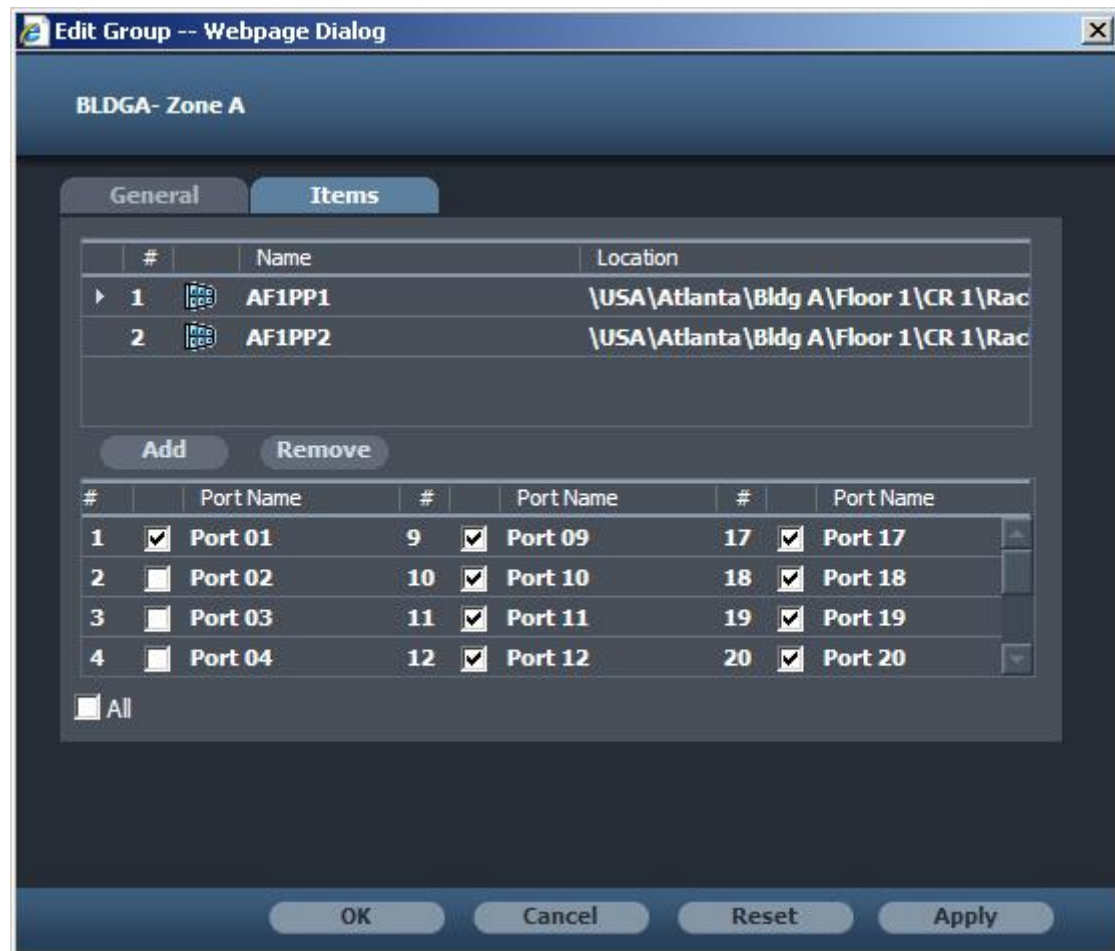 Edit Group -- Webpage Dialog
BLDGA- Zone A
General Items
# Name Location
1 AF1PP1 \USA\Atlanta\Bldg A\Floor 1\CR 1\Rac
2 AF1PP2 \USA\Atlanta\Bldg A\Floor 1\CR 1\Rac
Add Remove
# Port Name # Port Name # Port Name
1 Port 01 9 Port 09 17 Port 17
2 Port 02 10 Port 10 18 Port 18
3 Port 03 11 Port 11 19 Port 19
4 Port 04 12 Port 12 20 Port 20
All
OK Cancel Reset Apply